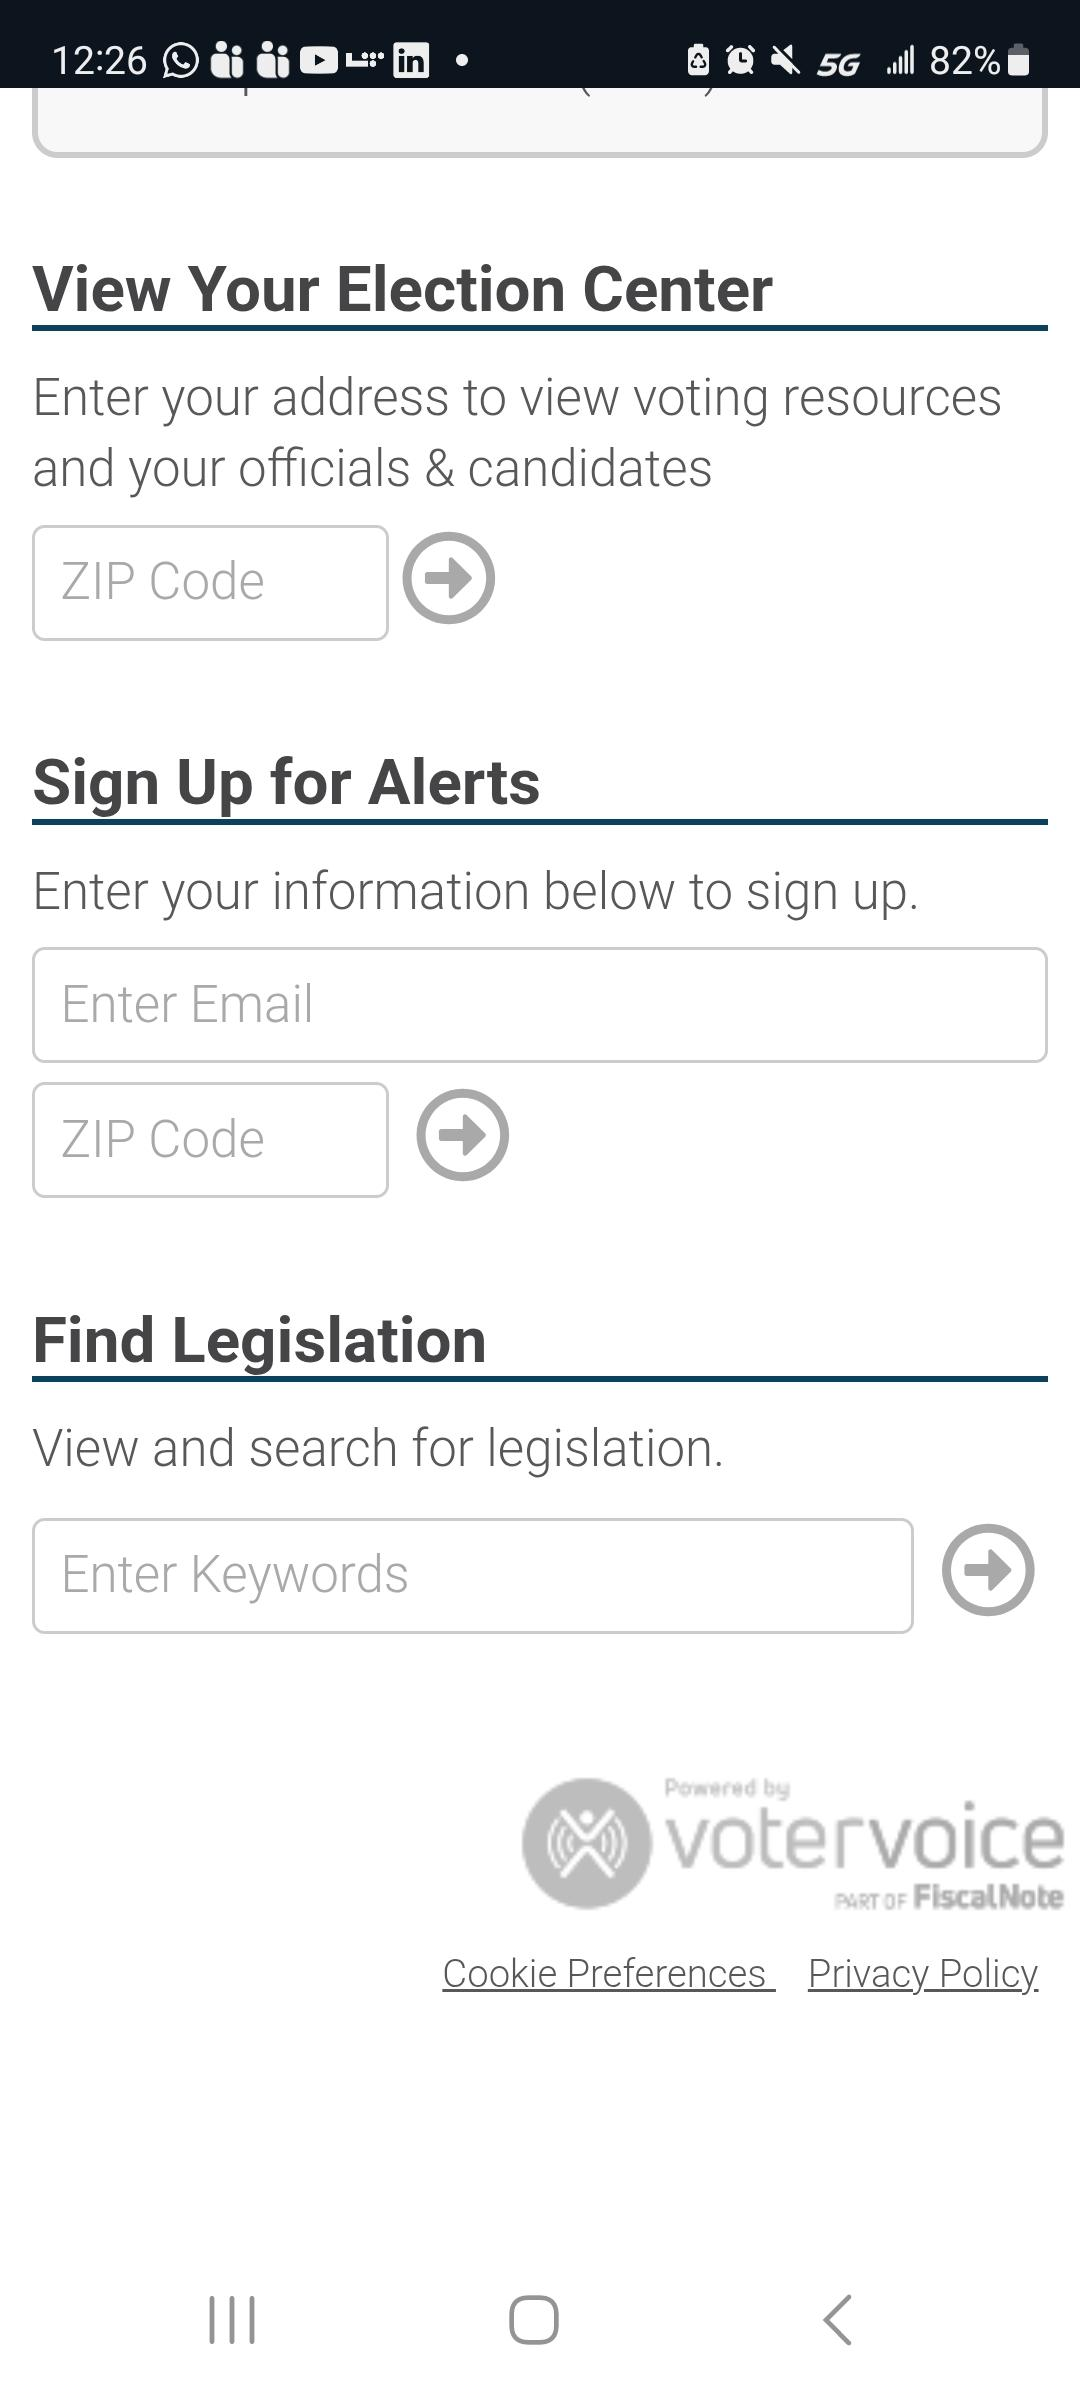 12:26 in 5G 82%
View Your Election Center
Enter your address to view voting resources
and your officials & candidates
ZIP Code
Sign Up for Alerts
Enter your information below to sign up.
Enter Email
ZIP Code
Find Legislation
View and search for legislation.
Enter Keywords
Powered by
votervoice
PART OF FiscalNote
Cookie Preferences Privacy Policy